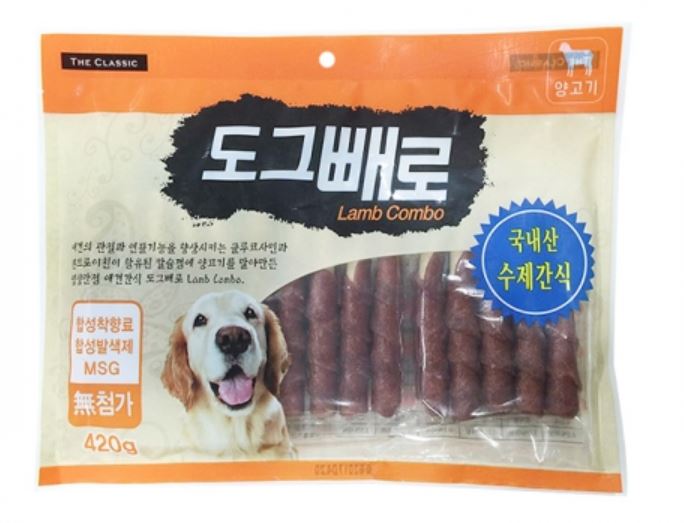 THE CLASSIC
양고기
도그빼로
Lamb Combo
국내산
수제간식
애견의 관절과 연골기능을 향상시키는 글루코사민과
함유된 칼슘껌에 양고기를 말아만든
애견간식 도그빼로 Lamb Combo.
합성착향료
합성발색제
MSG
無첨가
420g